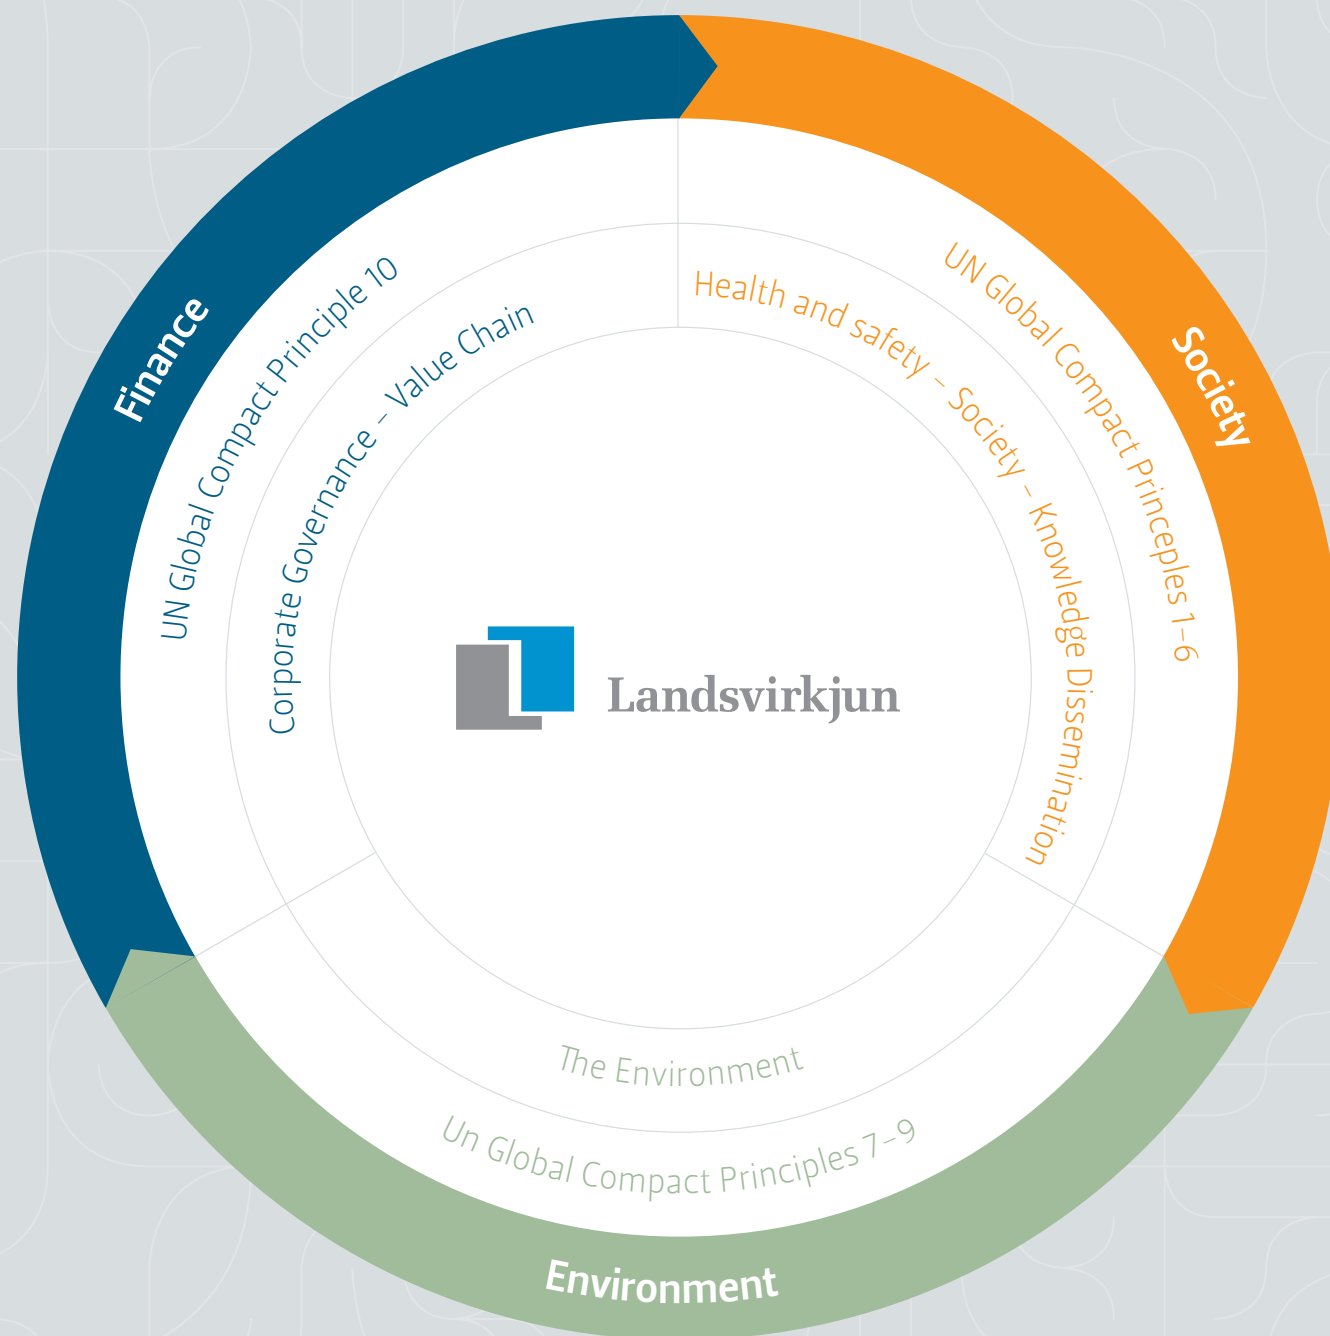 Finance
UN Global Compact Principle 10
Corporate Governance – Value Chain
Society
UN Global Compact Princeples 1–6
Health and safety – Society – Knowledge Dissemination
Landsvirkjun
The Environment
Un Global Compact Principles 7–9
Environment